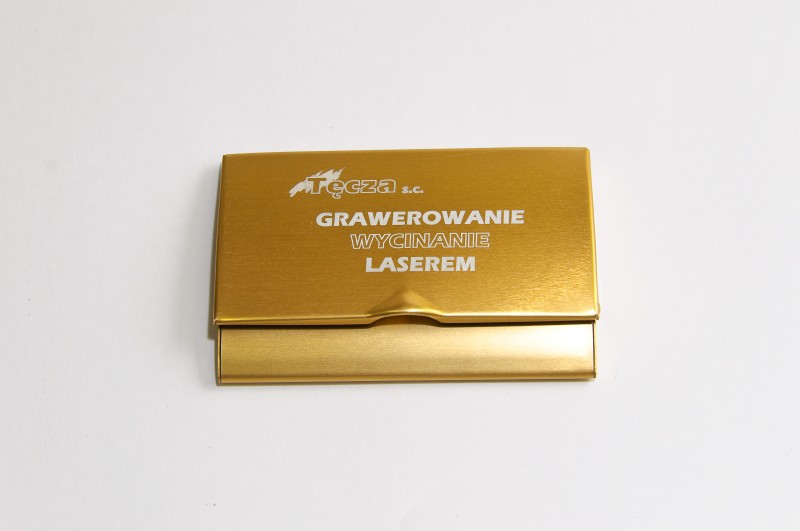 Tęcza s.c.
GRAWEROWANIE
WYCINANIE
LASEREM